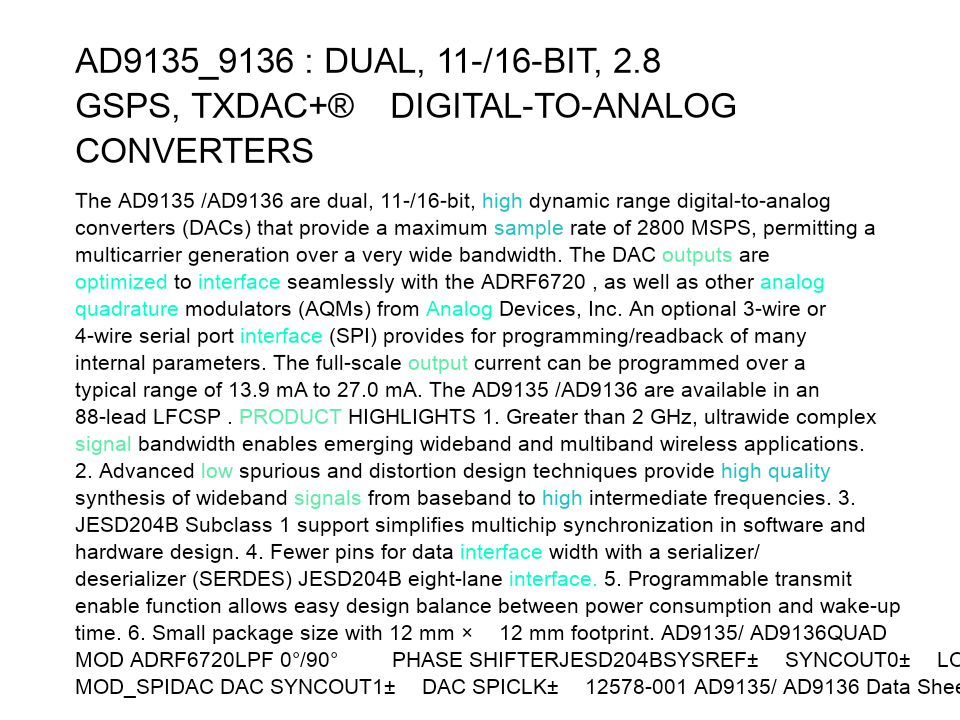 AD9135_9136 : DUAL, 11-/16-BIT, 2.8
GSPS, TXDAC+® DIGITAL-TO-ANALOG
CONVERTERS
The AD9135 /AD9136 are dual, 11-/16-bit, high dynamic range digital-to-analog
converters (DACs) that provide a maximum sample rate of 2800 MSPS, permitting a
multicarrier generation over a very wide bandwidth. The DAC outputs are
optimized to interface seamlessly with the ADRF6720 , as well as other analog
quadrature modulators (AQMs) from Analog Devices, Inc. An optional 3-wire or
4-wire serial port interface (SPI) provides for programming/readback of many
internal parameters. The full-scale output current can be programmed over a
typical range of 13.9 mA to 27.0 mA. The AD9135 /AD9136 are available in an
88-lead LFCSP . PRODUCT HIGHLIGHTS 1. Greater than 2 GHz, ultrawide complex
signal bandwidth enables emerging wideband and multiband wireless applications.
2. Advanced low spurious and distortion design techniques provide high quality
synthesis of wideband signals from baseband to high intermediate frequencies. 3.
JESD204B Subclass 1 support simplifies multichip synchronization in software and
hardware design. 4. Fewer pins for data interface width with a serializer/
deserializer (SERDES) JESD204B eight-lane interface. 5. Programmable transmit
enable function allows easy design balance between power consumption and wake-up
time. 6. Small package size with 12 mm × 12 mm footprint. AD9135/ AD9136QUAD
MOD ADRF6720LPF 0°/90° PHASE SHIFTERJESD204BSYSREF± SYNCOUT0± LO
MOD_SPIDAC DAC SYNCOUT1± DAC SPICLK± 12578-001 AD9135/ AD9136 Data Shee